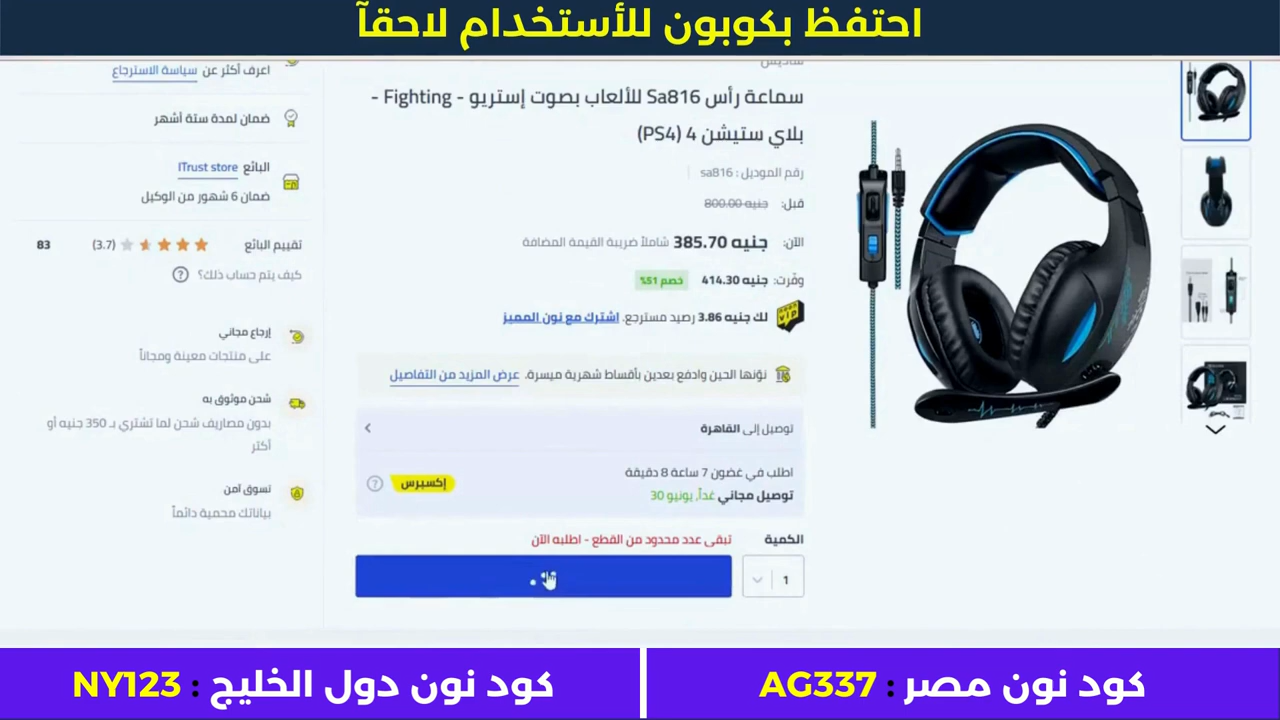 احتفظ بكوبون للأستخدام لاحقآ
ساديس
سماعة رأس Sa816 للألعاب بصوت إستريو - Fighting -
بلاي ستيشن 4 (PS4)
رقم الموديل : sa816
قبل: جنيه 800.00
الآن: جنيه 385.70 شاملاً ضريبة القيمة المضافة
وفّرت: جنيه 414.30 خصم 51%
لك جنيه 3.86 رصيد مسترجع. اشترك مع نون المميز
نوّنها الحين وادفع بعدين بأقساط شهرية ميسرة. عرض المزيد من التفاصيل
توصيل إلى القاهرة
اطلب في غضون 7 ساعة 8 دقيقة
توصيل مجاني غداً, يونيو 30
إكسبرس
الكمية
تبقى عدد محدود من القطع - اطلبه الآن
1
اعرف أكثر عن سياسة الاسترجاع
ضمان لمدة ستة أشهر
البائع ITrust store
ضمان 6 شهور من الوكيل
تقييم البائع (3.7) 83
كيف يتم حساب ذلك؟
إرجاع مجاني
على منتجات معينة ومجاناً
شحن موثوق به
بدون مصاريف شحن لما تشتري بـ 350 جنيه أو
أكثر
تسوق آمن
بياناتك محمية دائماً
كود نون مصر : AG337
كود نون دول الخليج : NY123